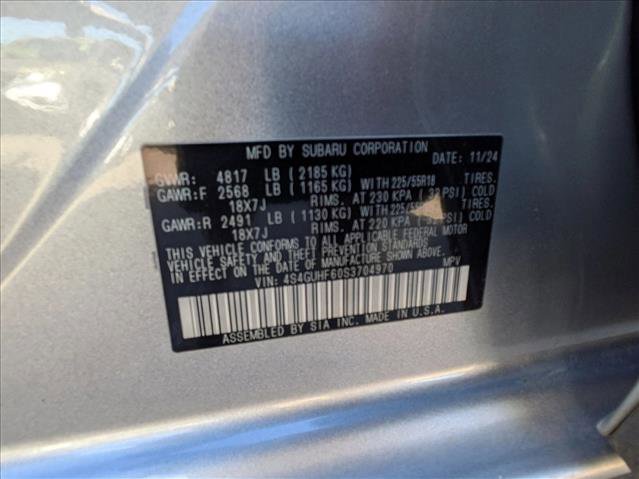 MFD BY SUBARU CORPORATION
DATE: 11/24
GVWR: 4817 LB (2185 KG)
GAWR:F 2568 LB (1165 KG) WITH 225/55R18 TIRES.
18X7J RIMS. AT 230 KPA (33 PSI) COLD
GAWR:R 2491 LB (1130 KG) WITH TIRES.
18X7J RIMS. AT 220 KPA PSI) COLD
THIS VEHICLE CONFORMS TO ALL APPLICABLE FEDERAL MOTOR
VEHICLE SAFETY AND THEFT PREVENTION STANDARDS
IN EFFECT ON THE DATE OF MANUFACTURE SHOWN ABOVE.
VIN: 4S4GUHF60S3704970 MPV
ASSEMBLED BY SIA INC. MADE IN U.S.A.